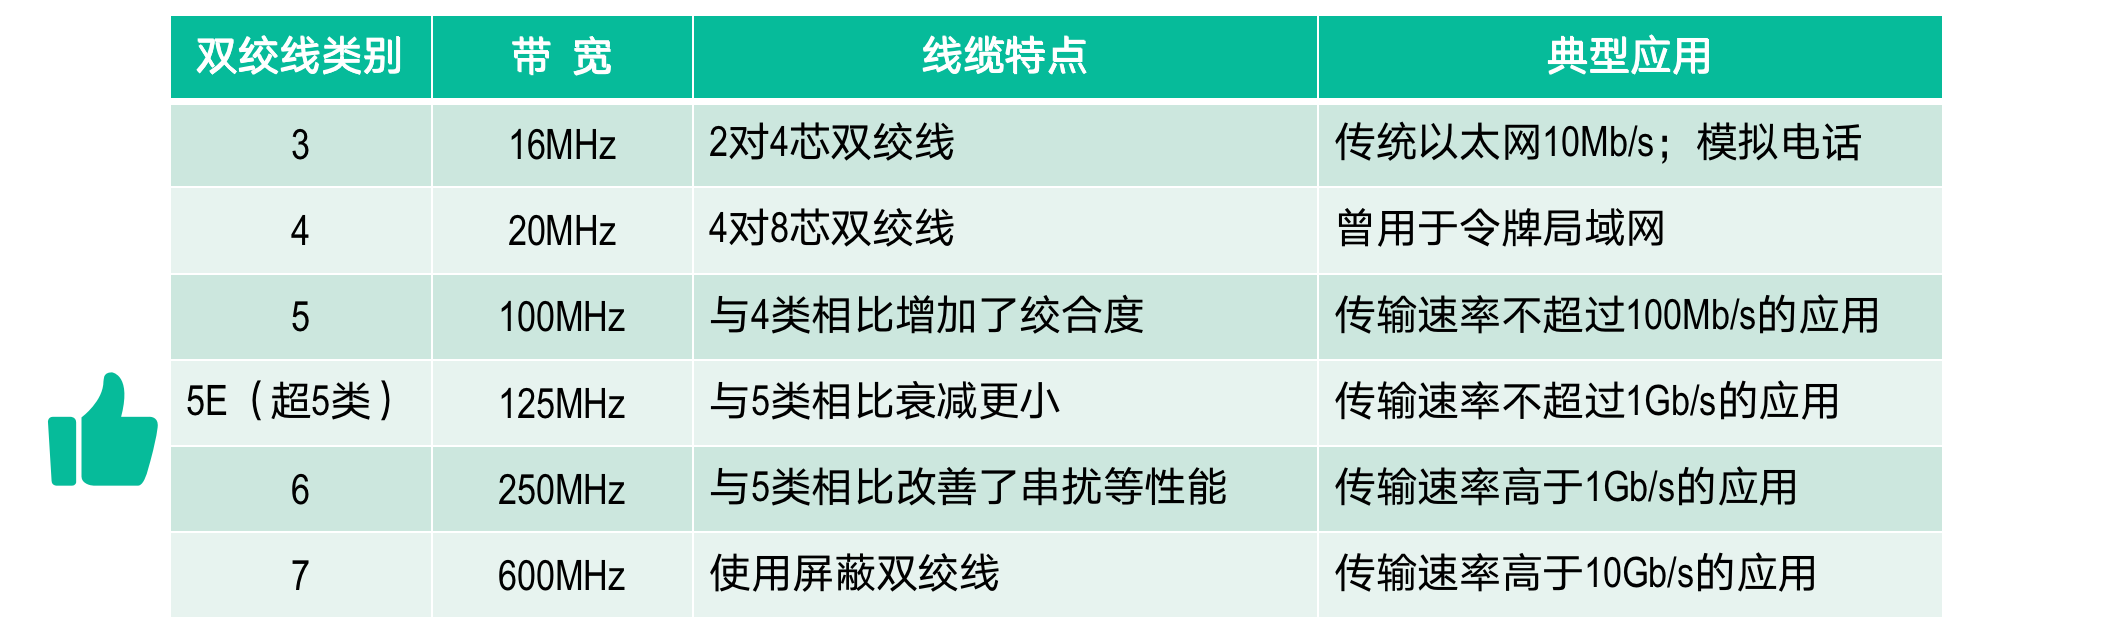 双绞线类别 带 宽 线缆特点 典型应用
3 16MHz 2对4芯双绞线 传统以太网10Mb/s；模拟电话
4 20MHz 4对8芯双绞线 曾用于令牌局域网
5 100MHz 与4类相比增加了绞合度 传输速率不超过100Mb/s的应用
5E（超5类） 125MHz 与5类相比衰减更小 传输速率不超过1Gb/s的应用
6 250MHz 与5类相比改善了串扰等性能 传输速率高于1Gb/s的应用
7 600MHz 使用屏蔽双绞线 传输速率高于10Gb/s的应用